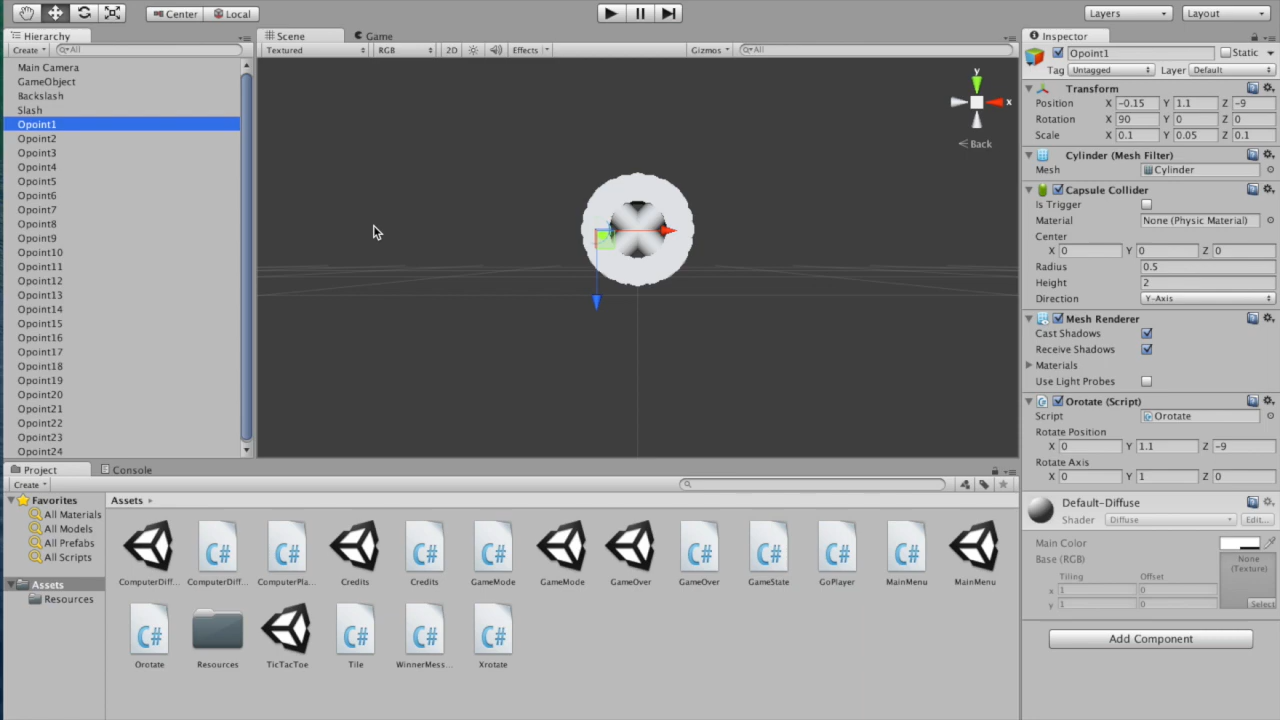 Center Local
Layers Layout
Hierarchy
Create All
Main Camera
GameObject
Backslash
Slash
Opoint1
Opoint2
Opoint3
Opoint4
Opoint5
Opoint6
Opoint7
Opoint8
Opoint9
Opoint10
Opoint11
Opoint12
Opoint13
Opoint14
Opoint15
Opoint16
Opoint17
Opoint18
Opoint19
Opoint20
Opoint21
Opoint22
Opoint23
Opoint24
Scene Game
Textured RGB 2D Effects Gizmos All
y
x
Back
Inspector
Opoint1 Static
Tag Untagged Layer Default
Transform
Position X -0.15 Y 1.1 Z -9
Rotation X 90 Y 0 Z 0
Scale X 0.1 Y 0.05 Z 0.1
Cylinder (Mesh Filter)
Mesh Cylinder
Capsule Collider
Is Trigger
Material None (Physic Material)
Center
X 0 Y 0 Z 0
Radius 0.5
Height 2
Direction Y-Axis
Mesh Renderer
Cast Shadows
Receive Shadows
Materials
Use Light Probes
Orotate (Script)
Script Orotate
Rotate Position
X 0 Y 1.1 Z -9
Rotate Axis
X 0 Y 1 Z 0
Default-Diffuse
Shader Diffuse Edit...
Main Color
Base (RGB) None
(Texture)
Tiling Offset
x 1 0
y 1 0
Select
Add Component
Project Console
Create
Favorites
All Materials
All Models
All Prefabs
All Scripts
Assets
Resources
Assets
C# C# C# C# C# C# C# C#
ComputerDiff... ComputerDiff... ComputerPla... Credits Credits GameMode GameMode GameOver GameOver GameState GoPlayer MainMenu MainMenu
C# C# C# C#
Orotate Resources TicTacToe Tile WinnerMess... Xrotate